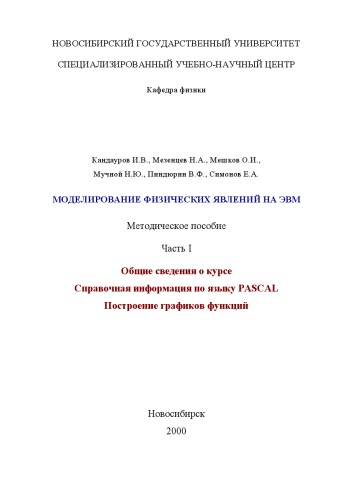 НОВОСИБИРСКИЙ ГОСУДАРСТВЕННЫЙ УНИВЕРСИТЕТ
СПЕЦИАЛИЗИРОВАННЫЙ УЧЕБНО-НАУЧНЫЙ ЦЕНТР
Кафедра физики
Кандауров И.В., Мезенцев Н.А., Мешков О.И.,
Мучной Н.Ю., Пиндюрин В.Ф., Симонов Е.А.
МОДЕЛИРОВАНИЕ ФИЗИЧЕСКИХ ЯВЛЕНИЙ НА ЭВМ
Методическое пособие
Часть I
Общие сведения о курсе
Справочная информация по языку PASCAL
Построение графиков функций
Новосибирск
2000